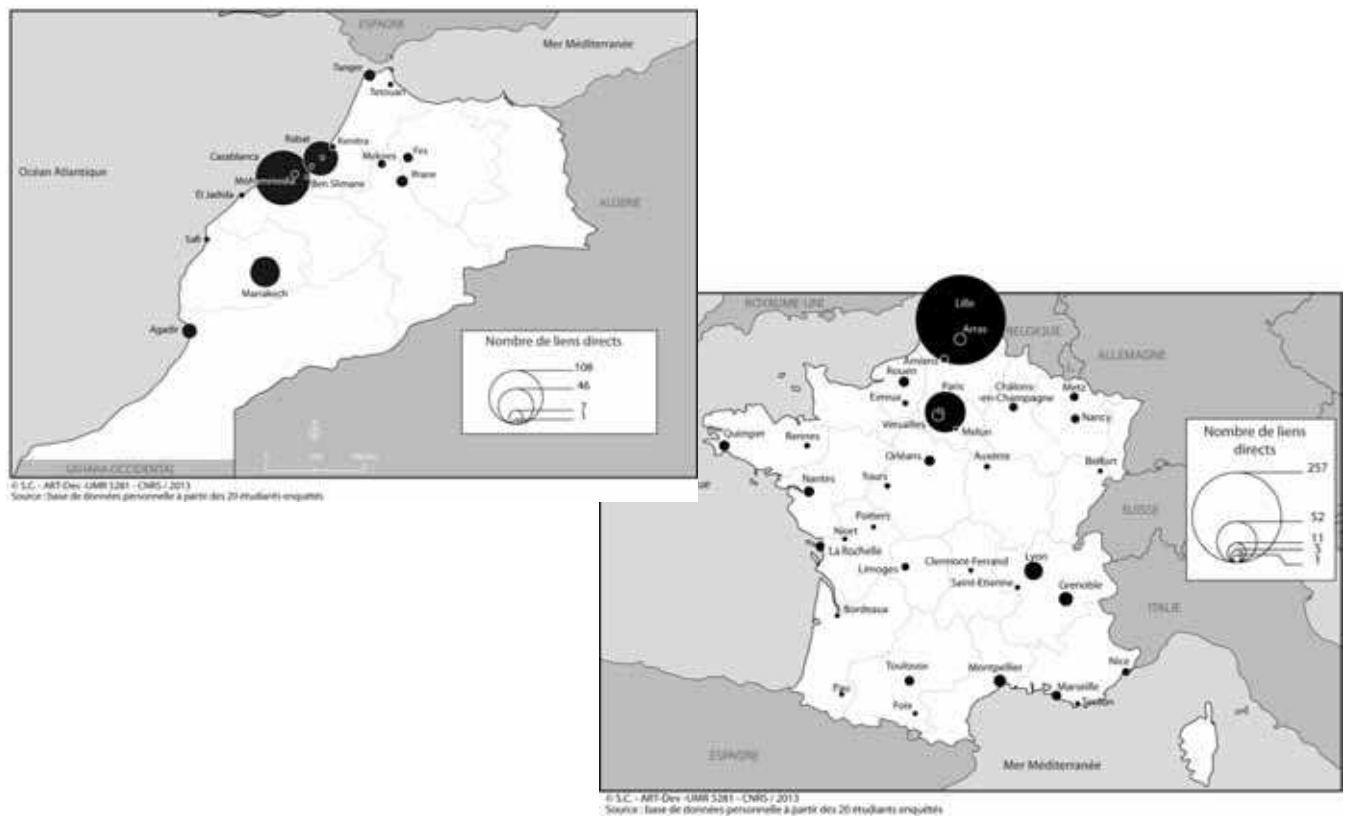 ESPAGNE
Mer Méditerranée
Tanger
Tetouan
Rabat
Kenitra
Casablanca
Meknes
Fes
Océan Atlantique
Mohammedia
Ben Slimane
Ifrane
El Jadida
ALGERIE
Safi
Marrakech
Agadir
Nombre de liens directs
108
46
7
1
SAHARA OCCIDENTAL
© S.C. - ART-Dev -UMR 5281 - CNRS / 2013
Source : base de données personnelle à partir des 20 étudiants enquêtés
ROYAUME UNI
Lille
Arras
BELGIQUE
ALLEMAGNE
Amiens
Rouen
Paris
Châlons
-en-Champagne
Metz
Evreux
Nancy
Versailles
Melun
Quimper
Rennes
Orléans
Auxerre
Belfort
Nantes
Tours
Poitiers
Niort
La Rochelle
Limoges
Clermont-Ferrand
Lyon
Saint-Etienne
Grenoble
Bordeaux
Toulouse
Montpellier
Nice
Marseille
Toulon
Pau
Foix
SUISSE
ITALIE
ESPAGNE
Mer Méditerranée
Nombre de liens
directs
257
52
11
3
1
© S.C. - ART-Dev -UMR 5281 - CNRS / 2013
Source : base de données personnelle à partir des 20 étudiants enquêtés